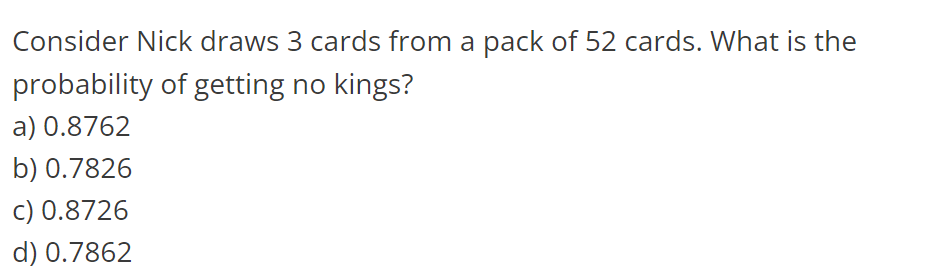 Consider Nick draws 3 cards from a pack of 52 cards. What is the
probability of getting no kings?
a) 0.8762
b) 0.7826
c) 0.8726
d) 0.7862